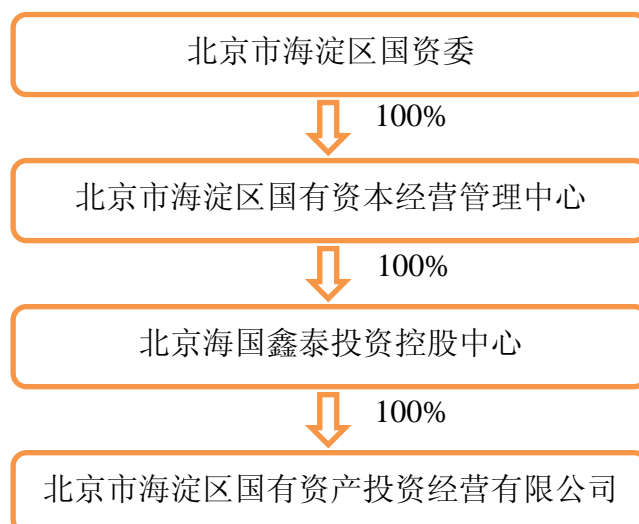 北京市海淀区国资委
100%
北京市海淀区国有资本经营管理中心
100%
北京海国鑫泰投资控股中心
100%
北京市海淀区国有资产投资经营有限公司